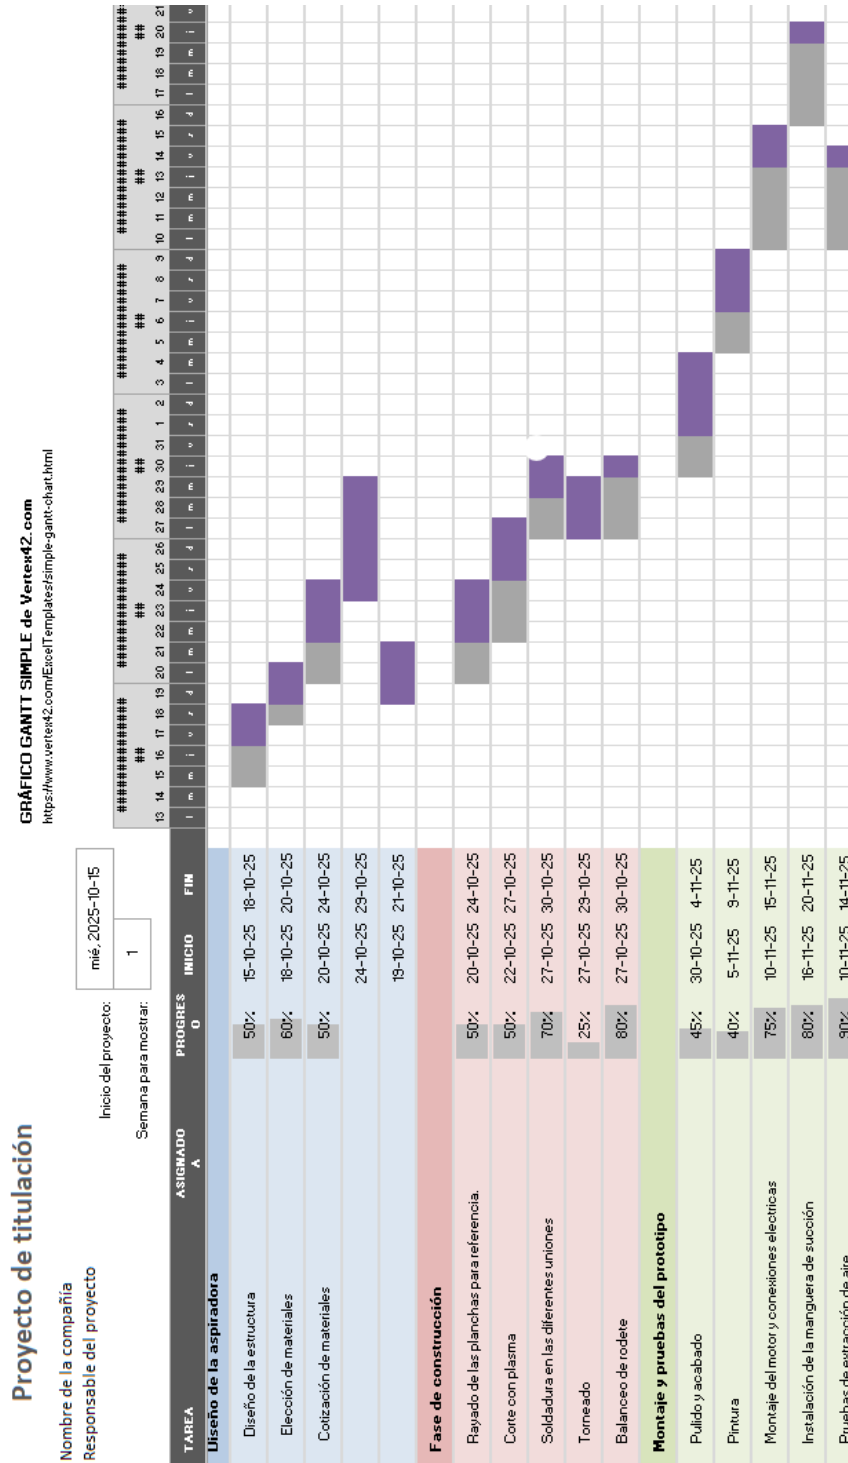 Proyecto de titulación
GRÁFICO GANTT SIMPLE de Vertex42.com
https://www.vertex42.com/ExcelTemplates/simple-gantt-chart.html
Nombre de la compañía
Responsable del proyecto
Inicio del proyecto: mié, 2025-10-15
Semana para mostrar: 1
13 14 15 16 17 18 19 20 21 22 23 24 25 26 27 28 29 30 31 1 2 3 4 5 6 7 8 9 10 11 12 13 14 15 16 17 18 19 20 21
TAREA ASIGNADO A PROGRESO INICIO FIN l m m j v s d l m m j v s d l m m j v s d l m m j v s d l m m j v s d l m m j v
Diseño de la aspiradora
Diseño de la estructura 50% 15-10-25 18-10-25
Elección de materiales 60% 18-10-25 20-10-25
Cotización de materiales 50% 20-10-25 24-10-25
24-10-25 29-10-25
19-10-25 21-10-25
Fase de construcción
Rayado de las planchas para referencia. 50% 20-10-25 24-10-25
Corte con plasma 50% 22-10-25 27-10-25
Soldadura en las diferentes uniones 70% 27-10-25 30-10-25
Torneado 25% 27-10-25 29-10-25
Balanceo de rodete 80% 27-10-25 30-10-25
Montaje y pruebas del prototipo
Pulido y acabado 45% 30-10-25 4-11-25
Pintura 40% 5-11-25 9-11-25
Montaje del motor y conexiones electricas 75% 10-11-25 15-11-25
Instalación de la manguera de succión 80% 16-11-25 20-11-25
Pruebas de extracción de aire 90% 10-11-25 14-11-25